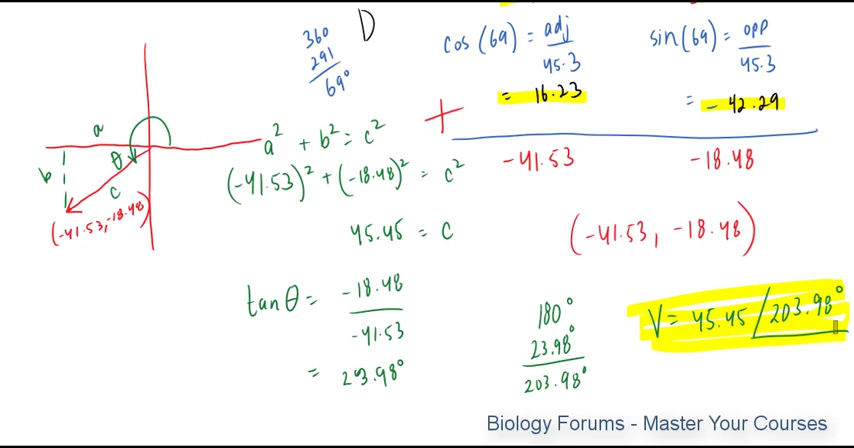 D
360
291
69°
cos(69) = adj
45.3
= 16.23
sin(69) = opp
45.3
= -42.29
+
-41.53
-18.48
a
b
θ
c
(-41.53, -18.48)
a² + b² = c²
(-41.53)² + (-18.48)² = c²
45.45 = c
(-41.53, -18.48)
tanθ = -18.48
-41.53
= 23.98°
180°
23.98°
203.98°
V = 45.45 /203.98°
Biology Forums - Master Your Courses